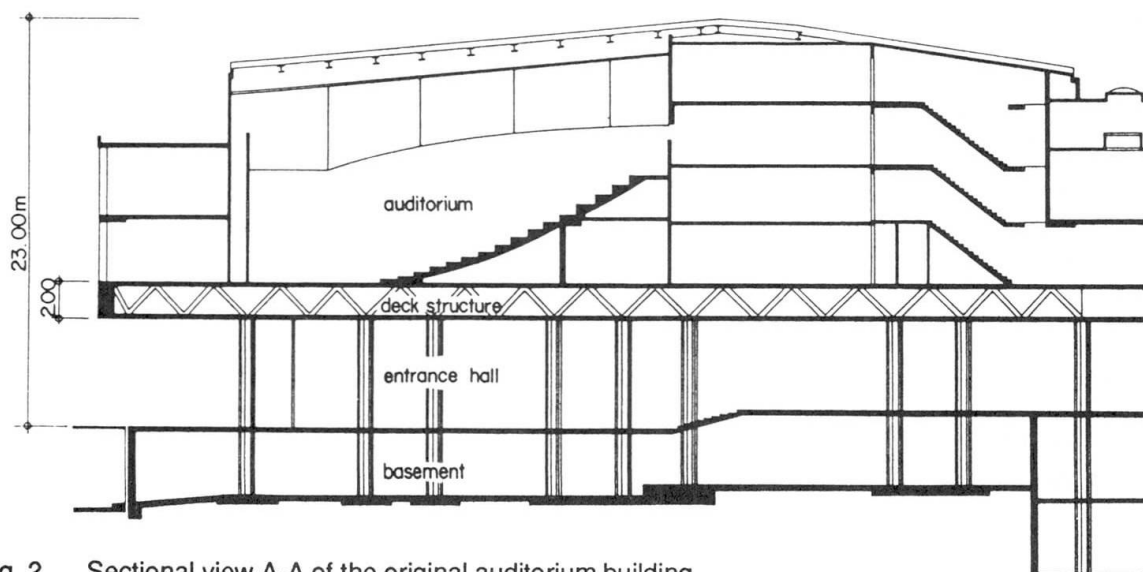 23.00m
200
auditorium
deck structure
entrance hall
basement
g. 2 Sectional view A-A of the original auditorium building